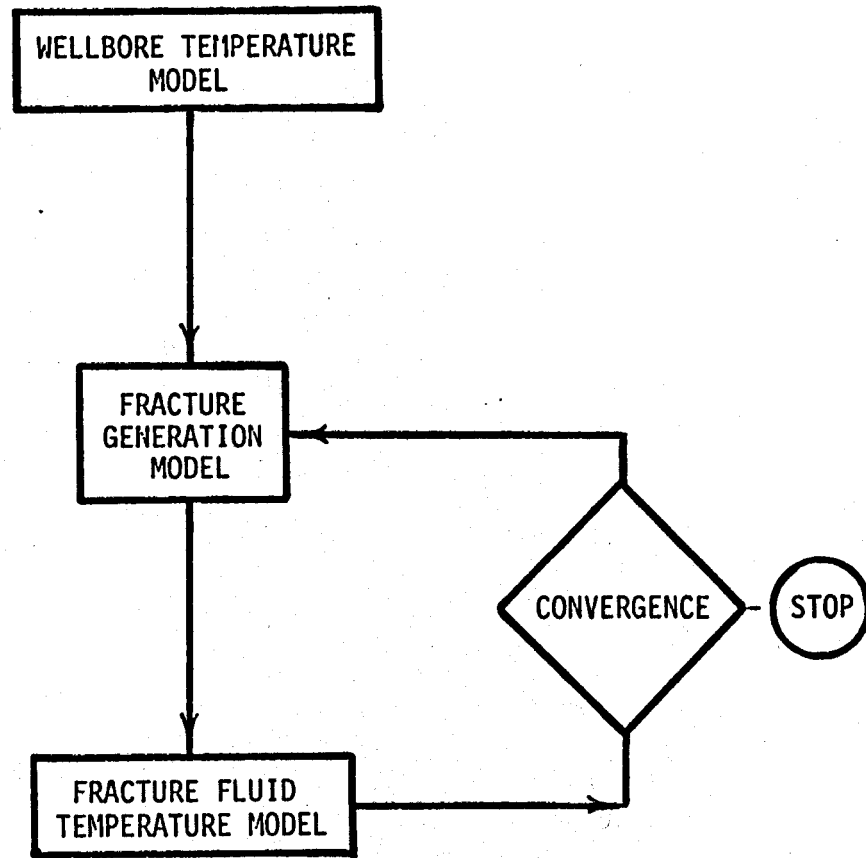 WELLBORE TEMPERATURE
MODEL
FRACTURE
GENERATION
MODEL
CONVERGENCE
STOP
FRACTURE FLUID
TEMPERATURE MODEL